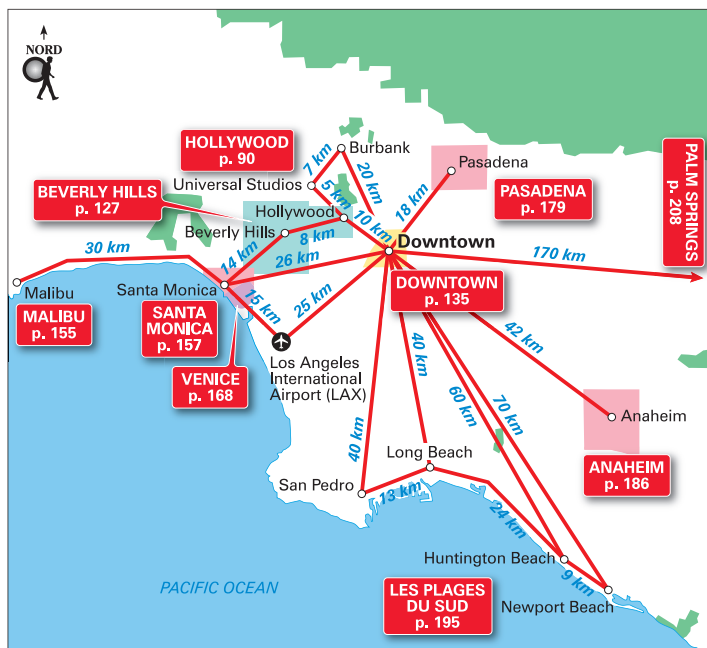 NORD
HOLLYWOOD
p. 90
Burbank
7 km
20 km
Pasadena
PASADENA
p. 179
PALM SPRINGS
p. 208
BEVERLY HILLS
p. 127
Universal Studios
5 km
18 km
Hollywood
10 km
Beverly Hills
8 km
Downtown
170 km
30 km
14 km
26 km
Malibu
MALIBU
p. 155
Santa Monica
SANTA
MONICA
p. 157
15 km
25 km
DOWNTOWN
p. 135
VENICE
p. 168
Los Angeles
International
Airport (LAX)
40 km
42 km
60 km
70 km
Anaheim
ANAHEIM
p. 186
40 km
Long Beach
San Pedro
13 km
24 km
Huntington Beach
9 km
Newport Beach
PACIFIC OCEAN
LES PLAGES
DU SUD
p. 195